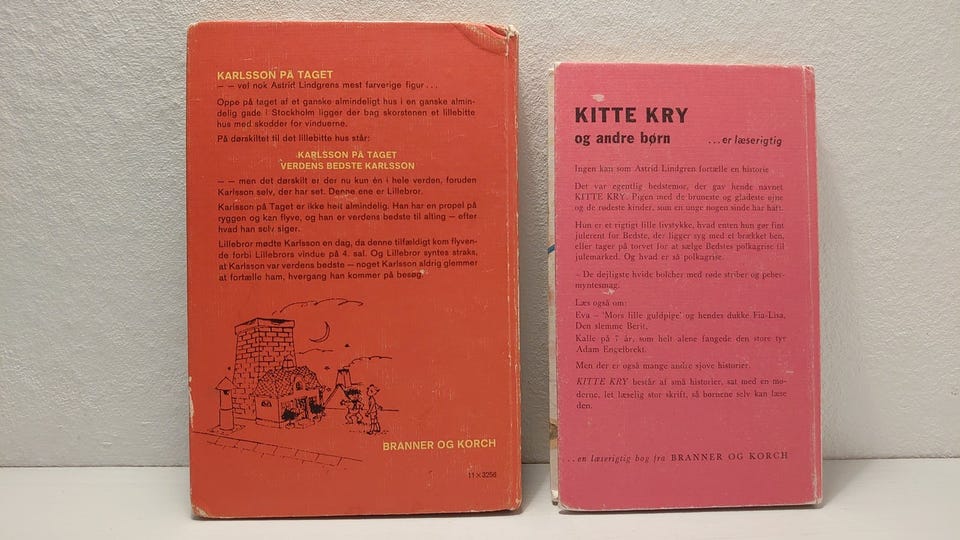 KARLSSON PÅ TAGET
— — vel nok Astrid Lindgrens mest farverige figur . . .
Oppe på taget af et ganske almindeligt hus i en ganske almin-
delig gade i Stockholm ligger der bag skorstenen et lillebitte
hus med skodder for vinduerne.
På dørskiltet til det lillebitte hus står:
KARLSSON PÅ TAGET
VERDENS BEDSTE KARLSSON
— — men det dørskilt er der nu kun én i hele verden, foruden
Karlsson selv, der har set. Denne ene er Lillebror.
Karlsson på Taget er ikke helt almindelig. Han har en propel på
ryggen og kan flyve, og han er verdens bedste til alting — efter
hvad han selv siger.
Lillebror mødte Karlsson en dag, da denne tilfældigt kom flyven-
de forbi Lillebrors vindue på 4. sal. Og Lillebror syntes straks,
at Karlsson var verdens bedste — noget Karlsson aldrig glemmer
at fortælle ham, hvergang han kommer på besøg.
BRANNER OG KORCH
11×3256
KITTE KRY
og andre børn ...er læserigtig
Ingen kan som Astrid Lindgren fortælle en historie
Det var egentlig bedstemor, der gav hende navnet
KITTE KRY. Pigen med de bruneste og gladeste øjne
og de rødeste kinder, som en unge nogen sinde har haft.
Hun er et rigtigt lille livstykke, hvad enten hun gør fint
julerent for Bedste, der ligger syg med et brækket ben,
eller tager på torvet for at sælge Bedstes polkagrise til
julemarked. Og hvad er så polkagrise.
– De dejligste hvide bolcher med røde striber og peber-
myntesmag.
Læs også om:
Eva – 'Mors lille guldpige' og hendes dukke Fia-Lisa,
Den slemme Berit,
Kalle på 7 år, som helt alene fangede den store tyr
Adam Engelbrekt.
Men der er også mange andre sjove historier.
KITTE KRY består af små historier, sat med en mo-
derne, let læselig stor skrift, så børnene selv kan læse
den.
...en læserigtig bog fra BRANNER OG KORCH